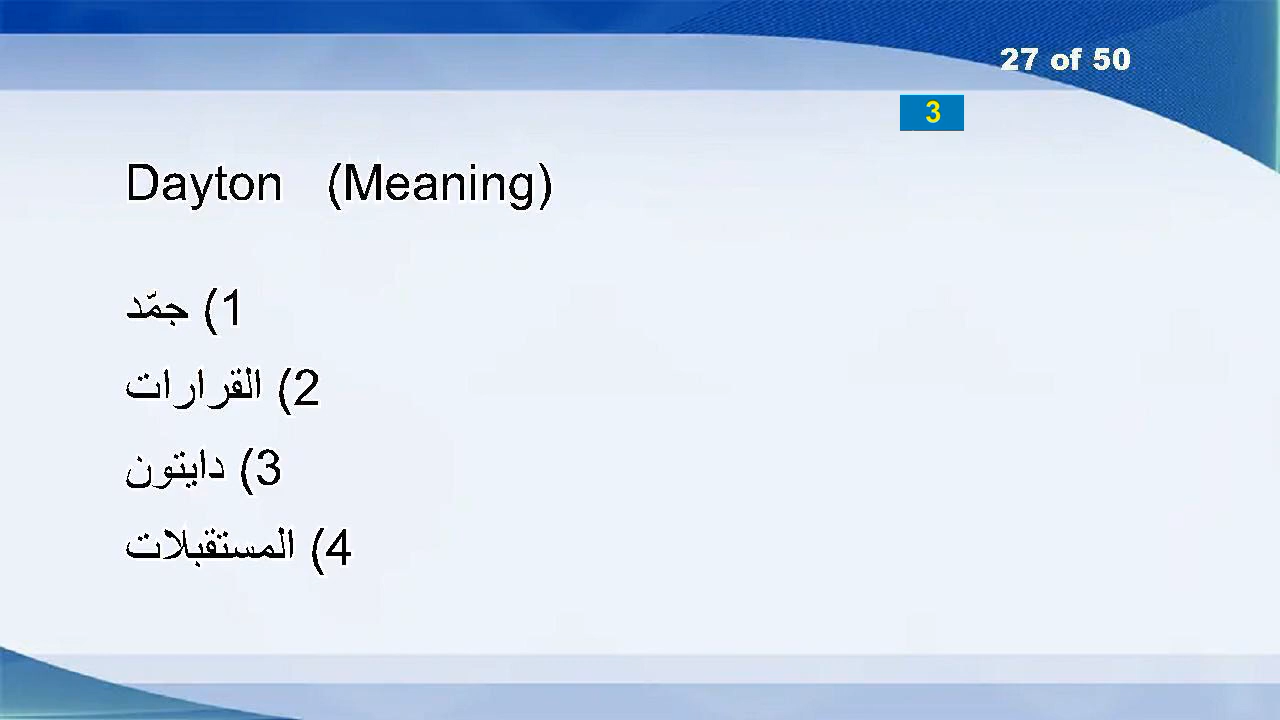 27 of 50
3
Dayton (Meaning)
1) جمّد
2) القرارات
3) دايتون
4) المستقبلات